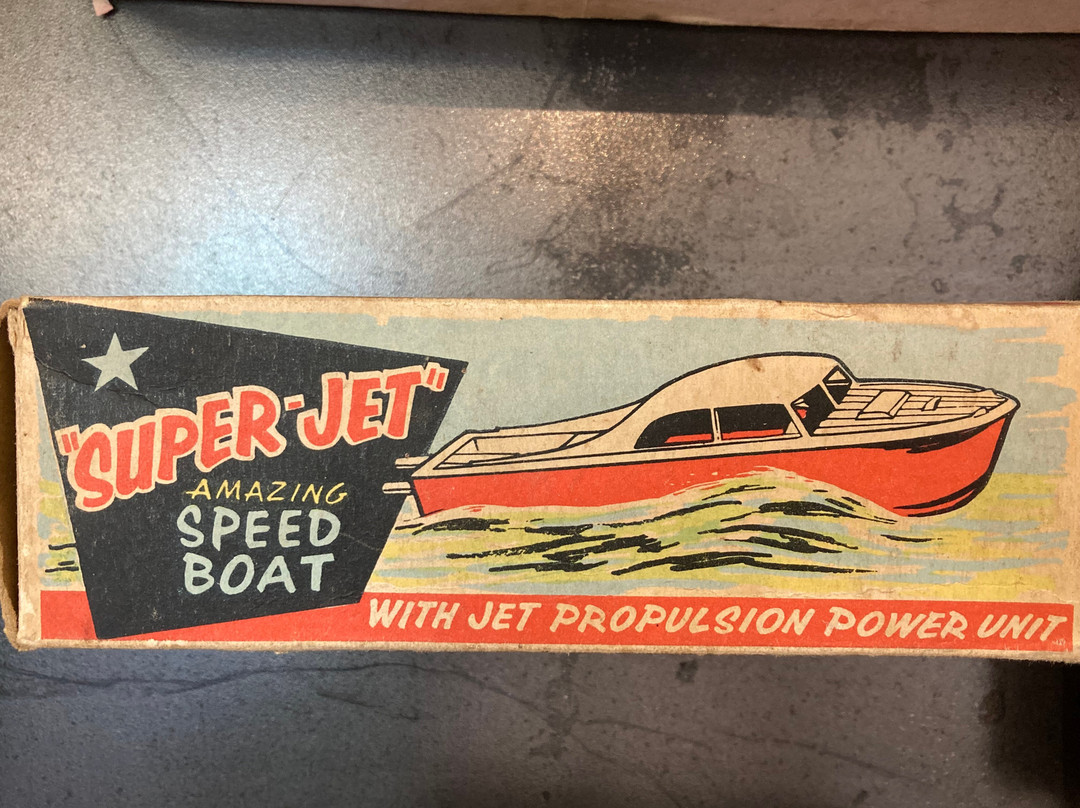 "SUPER-JET"
AMAZING
SPEED
BOAT
WITH JET PROPULSION POWER UNIT